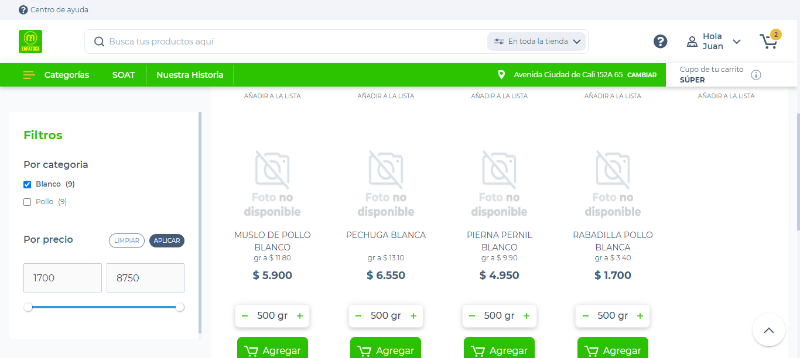 Centro de ayuda
Busca tus productos aquí
En toda la tienda
Hola
Juan
2
Categorías
SOAT
Nuestra Historia
Avenida Ciudad de Cali 152A 65 CAMBIAR
Cupo de tu carrito
SÚPER
AÑADIR A LA LISTA AÑADIR A LA LISTA AÑADIR A LA LISTA AÑADIR A LA LISTA AÑADIR A LA LISTA
Filtros
Por categoria
Blanco (9)
Pollo (9)
Por precio LIMPIAR APLICAR
1700 8750
Foto no
disponible
MUSLO DE POLLO
BLANCO
gr a $ 11.80
$ 5.900
500 gr
Agregar
Foto no
disponible
PECHUGA BLANCA
gr a $ 13.10
$ 6.550
500 gr
Agregar
Foto no
disponible
PIERNA PERNIL
BLANCO
gr a $ 9.90
$ 4.950
500 gr
Agregar
Foto no
disponible
RABADILLA POLLO
BLANCA
gr a $ 3.40
$ 1.700
500 gr
Agregar